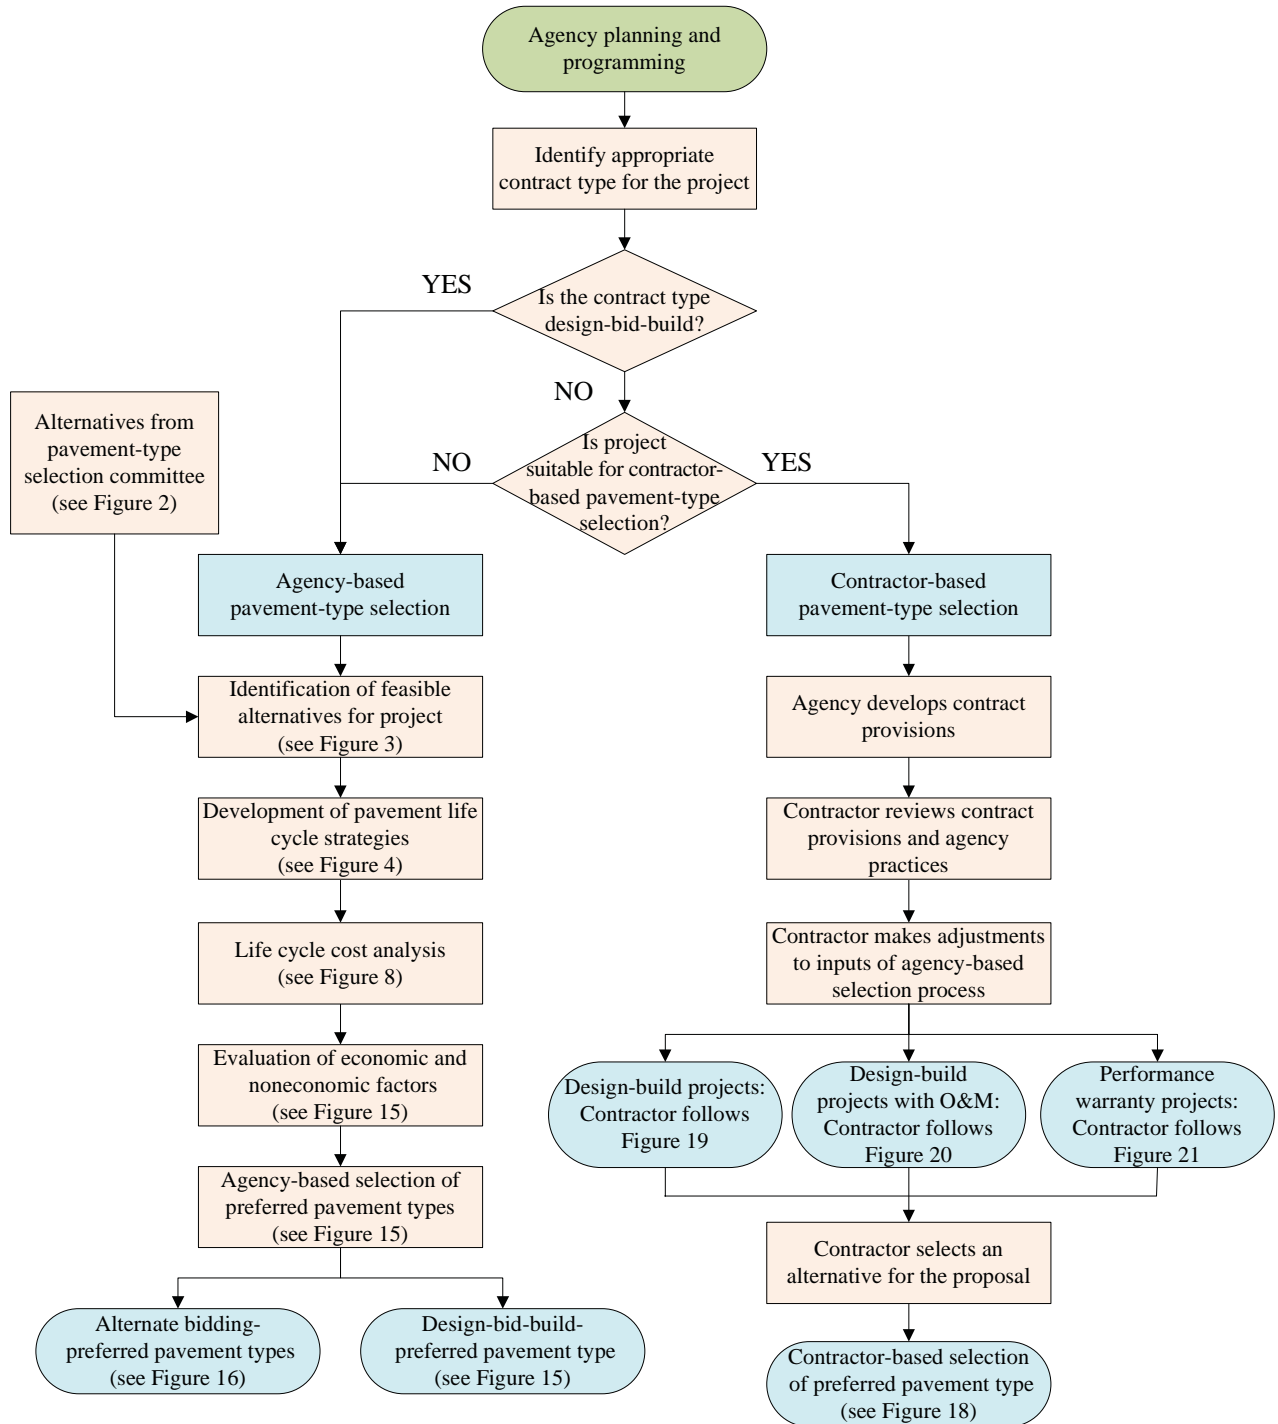 Agency planning and
programming
Identify appropriate
contract type for the project
Is the contract type
design-bid-build?
YES
NO
Is project
suitable for contractor-
based pavement-type
selection?
NO
YES
Alternatives from
pavement-type
selection committee
(see Figure 2)
Agency-based
pavement-type selection
Identification of feasible
alternatives for project
(see Figure 3)
Development of pavement life
cycle strategies
(see Figure 4)
Life cycle cost analysis
(see Figure 8)
Evaluation of economic and
noneconomic factors
(see Figure 15)
Agency-based selection of
preferred pavement types
(see Figure 15)
Alternate bidding-
preferred pavement types
(see Figure 16)
Design-bid-build-
preferred pavement type
(see Figure 15)
Contractor-based
pavement-type selection
Agency develops contract
provisions
Contractor reviews contract
provisions and agency
practices
Contractor makes adjustments
to inputs of agency-based
selection process
Design-build projects:
Contractor follows
Figure 19
Design-build
projects with O&M:
Contractor follows
Figure 20
Performance
warranty projects:
Contractor follows
Figure 21
Contractor selects an
alternative for the proposal
Contractor-based selection
of preferred pavement type
(see Figure 18)